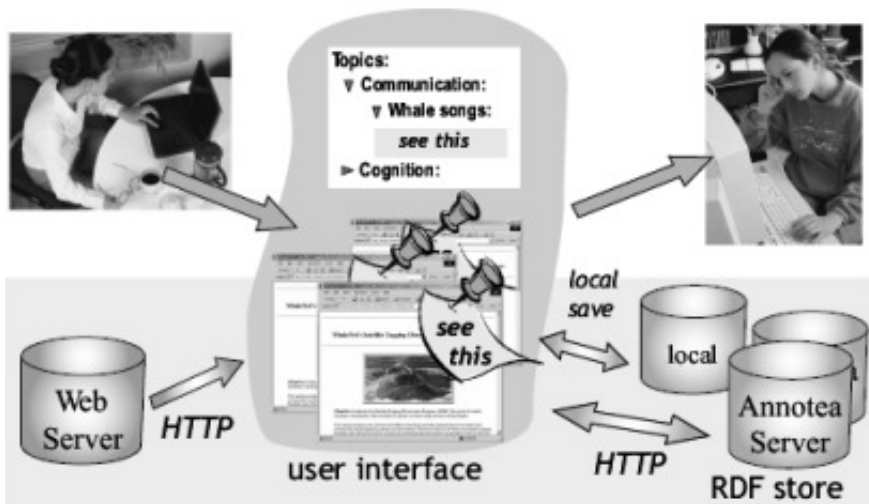 Topics:
Communication:
Whale songs:
see this
Cognition:
see
this
local
save
local
Web
Server
HTTP
Annotea
Server
HTTP
user interface
RDF store